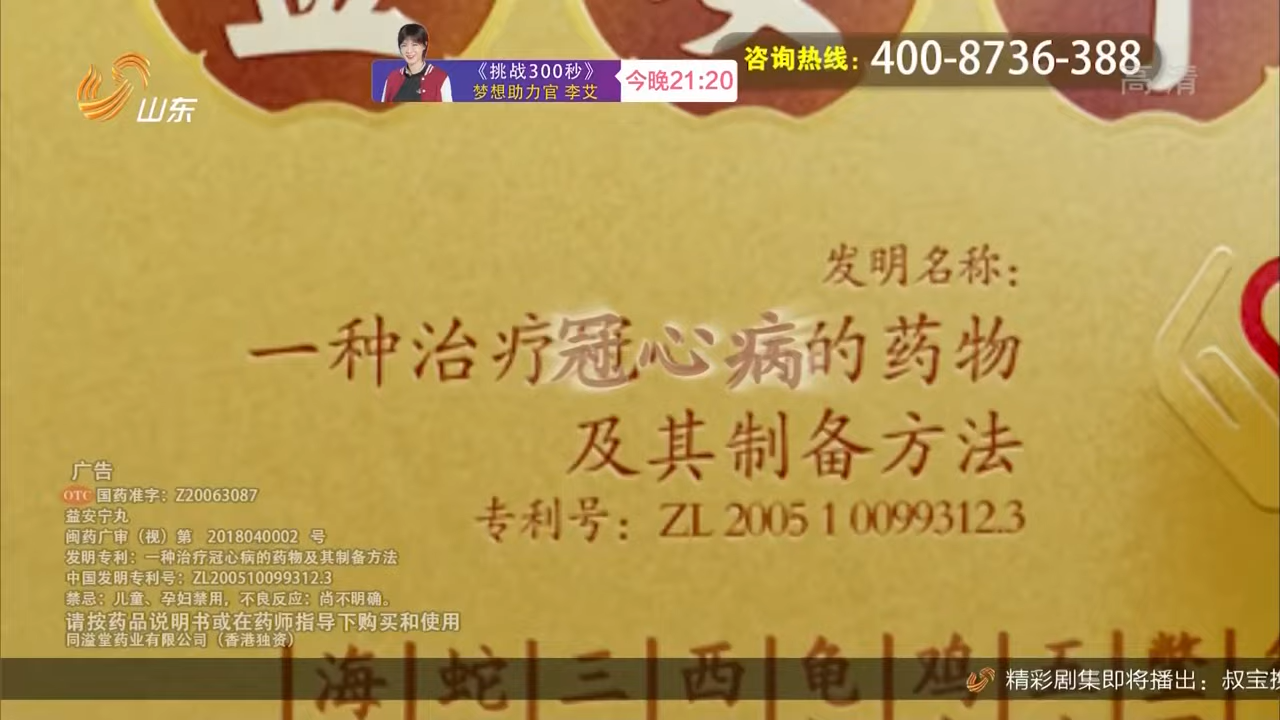 益安宁
山东
《挑战300秒》
梦想助力官 李艾
今晚21:20
咨询热线：400-8736-388
高清
发明名称：
一种治疗冠心病的药物
及其制备方法
专利号：ZL 2005 1 0099312.3
广告
OTC 国药准字：Z20063087
益安宁丸
闽药广审（视）第 2018040002 号
发明专利：一种治疗冠心病的药物及其制备方法
中国发明专利号：ZL200510099312.3
禁忌：儿童、孕妇禁用，不良反应：尚不明确。
请按药品说明书或在药师指导下购买和使用
同溢堂药业有限公司（香港独资）
海 蛇 三 西 龟 鸡
精彩剧集即将播出：叔宝